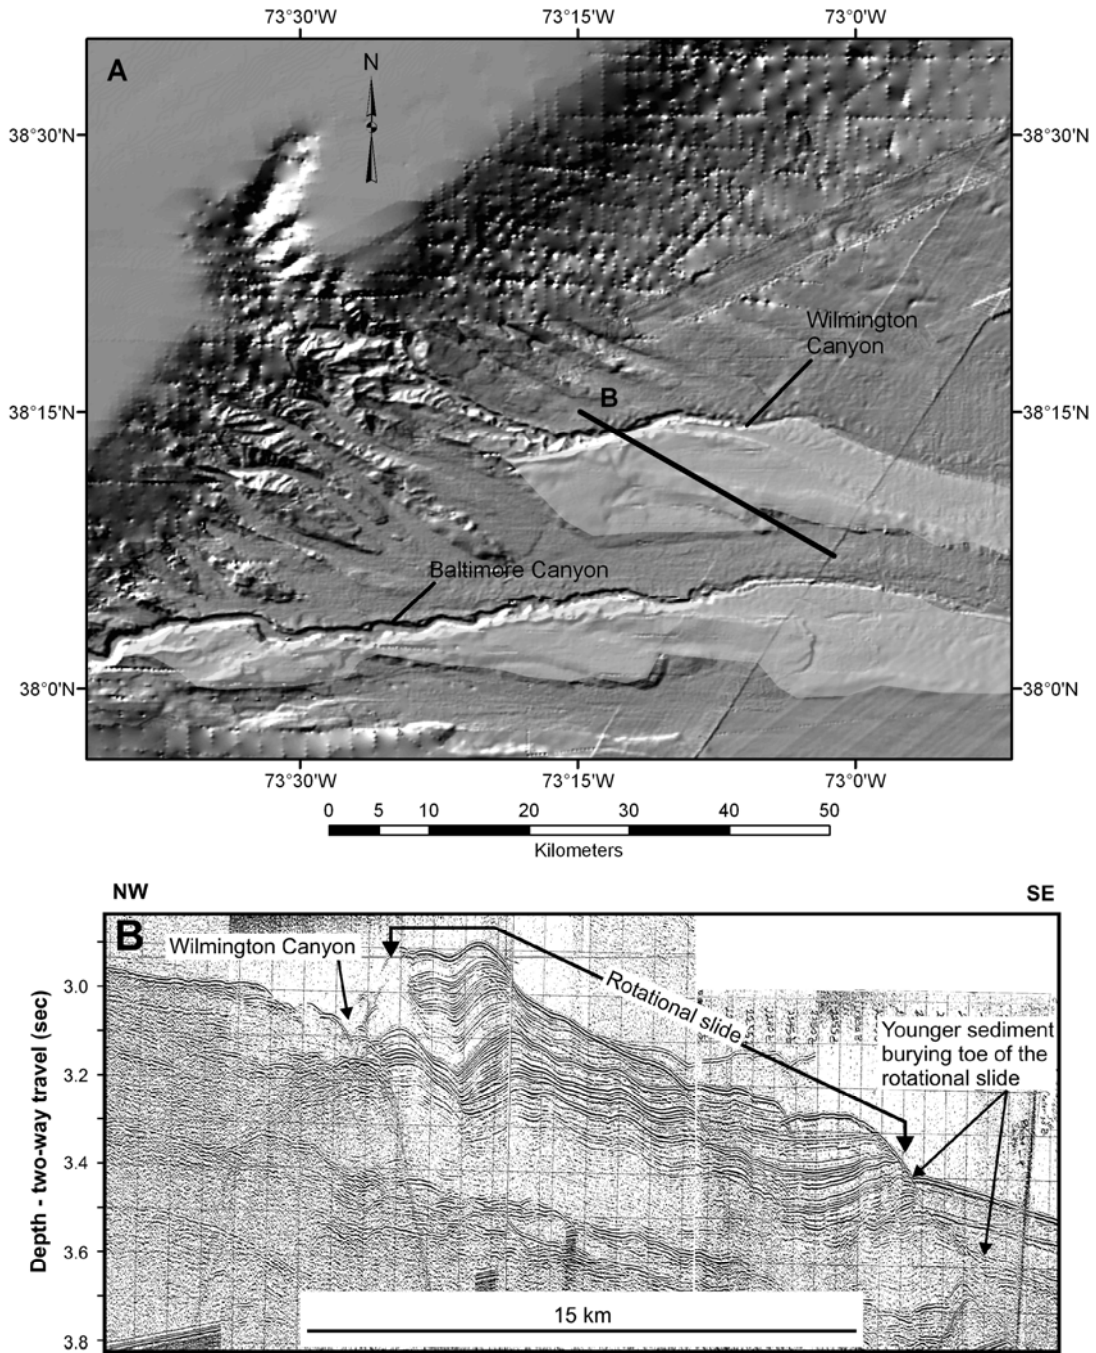 73°30'W 73°15'W 73°0'W
A
N
38°30'N 38°30'N
Wilmington
Canyon
B
38°15'N 38°15'N
Baltimore Canyon
38°0'N 38°0'N
73°30'W 73°15'W 73°0'W
0 5 10 20 30 40 50
Kilometers
NW SE
B
Wilmington Canyon
Rotational slide
Younger sediment
burying toe of the
rotational slide
Depth - two-way travel (sec)
3.0
3.2
3.4
3.6
3.8
15 km